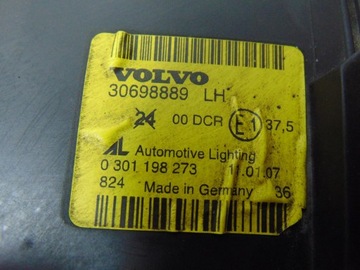 VOLVO
30698889 LH
24 00 DCR E1 37,5
AL Automotive Lighting
0 301 198 273 11.01.07
824 Made in Germany 36